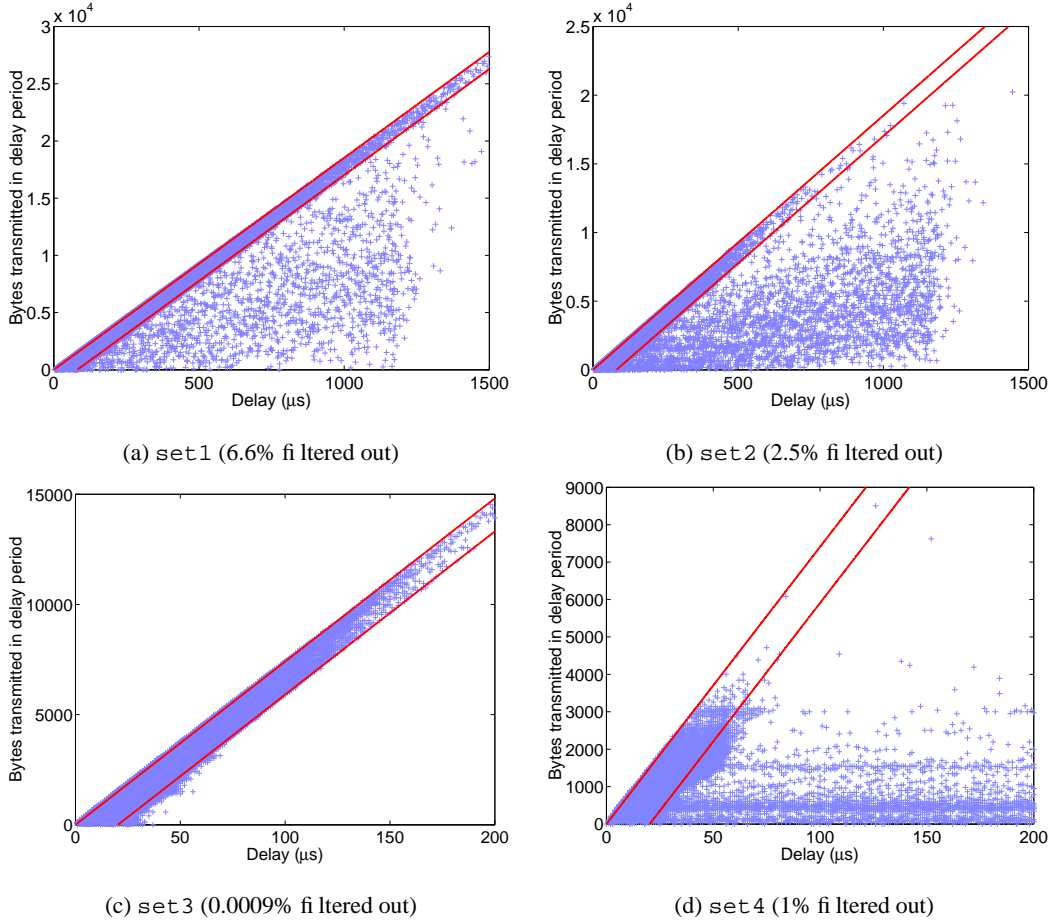 x 10^4
3
2.5
2
1.5
1
0.5
0
0 500 1000 1500
Bytes transmitted in delay period
Delay (μs)
(a) set1 (6.6% fi ltered out)
x 10^4
2.5
2
1.5
1
0.5
0
0 500 1000 1500
Bytes transmitted in delay period
Delay (μs)
(b) set2 (2.5% fi ltered out)
15000
10000
5000
0
0 50 100 150 200
Bytes transmitted in delay period
Delay (μs)
(c) set3 (0.0009% fi ltered out)
9000
8000
7000
6000
5000
4000
3000
2000
1000
0
0 50 100 150 200
Bytes transmitted in delay period
Delay (μs)
(d) set4 (1% fi ltered out)